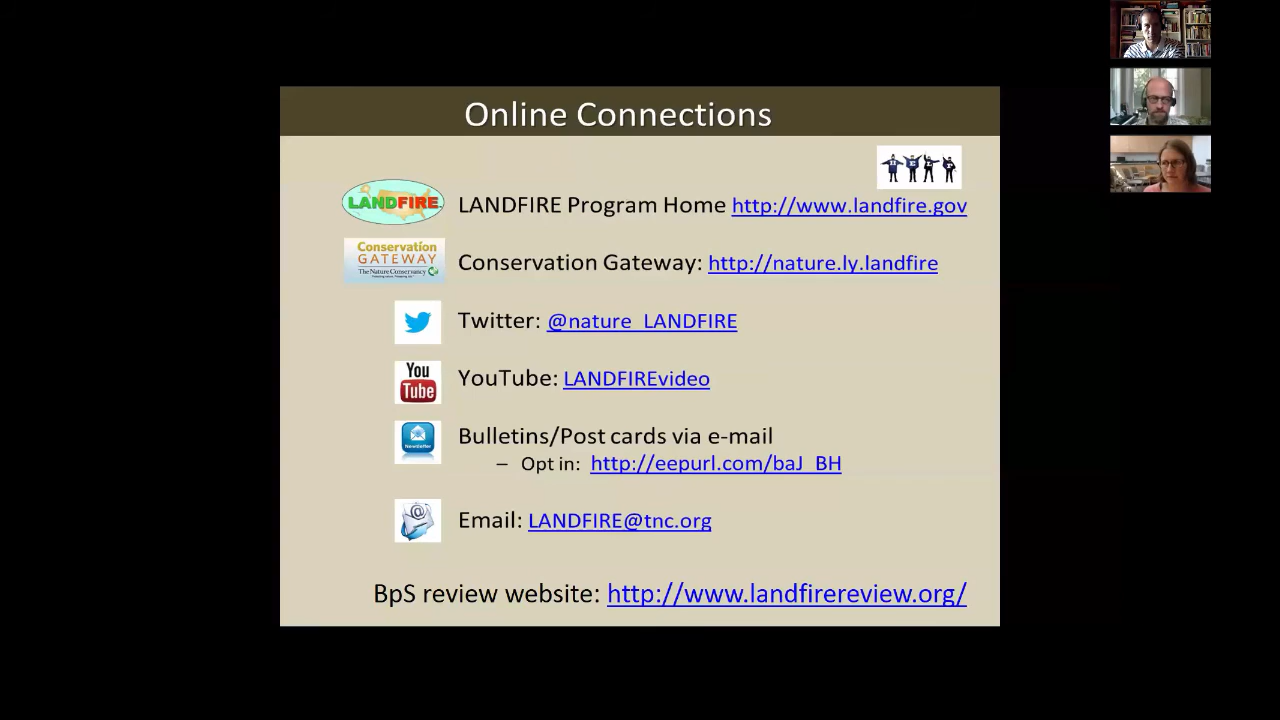 Online Connections
HELP
LANDFIRE
LANDFIRE Program Home http://www.landfire.gov
Conservation
GATEWAY
The Nature Conservancy
Conservation Gateway: http://nature.ly.landfire
Twitter: @nature_LANDFIRE
You
Tube
YouTube: LANDFIREvideo
Newsletter
Bulletins/Post cards via e-mail
– Opt in: http://eepurl.com/baJ_BH
@
Email: LANDFIRE@tnc.org
BpS review website: http://www.landfirereview.org/